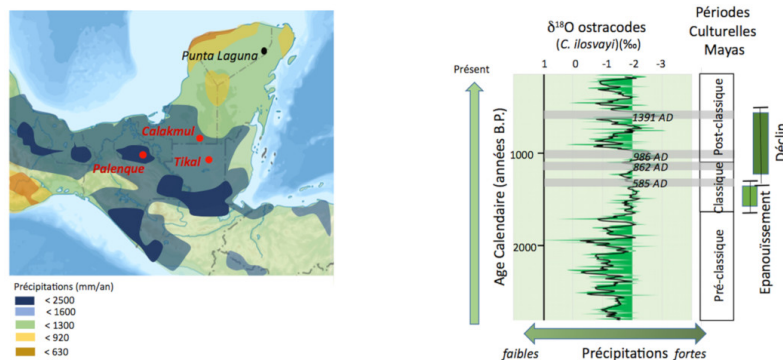 Punta Laguna
Calakmul
Palenque
Tikal
Précipitations (mm/an)
< 2500
< 1600
< 1300
< 920
< 630
δ¹⁸O ostracodes
(C. ilosvayi)(‰)
Périodes
Culturelles
Mayas
Présent
1 0 -1 -2 -3
Age Calendaire (années B.P.)
1000
2000
1391 AD
986 AD
862 AD
585 AD
Post-classique
Classique
Pré-classique
Déclin
Epanouissement
faibles Précipitations fortes